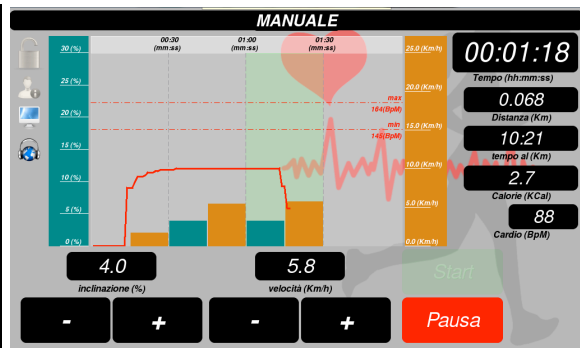 MANUALE
00:30 01:00 01:30
(mm:ss) (mm:ss) (mm:ss)
30 (%)
25 (%)
20 (%)
15 (%)
10 (%)
5 (%)
0 (%)
max
164(BpM)
min
145(BpM)
25.0 (Km/h)
20.0 (Km/h)
15.0 (Km/h)
10.0 (Km/h)
5.0 (Km/h)
0.0 (Km/h)
00:01:18
Tempo (hh:mm:ss)
0.068
Distanza (Km)
10:21
tempo al (Km)
2.7
Calorie (KCal)
88
Cardio (BpM)
4.0
inclinazione (%)
5.8
velocità (Km/h)
Start
- + - +
Pausa